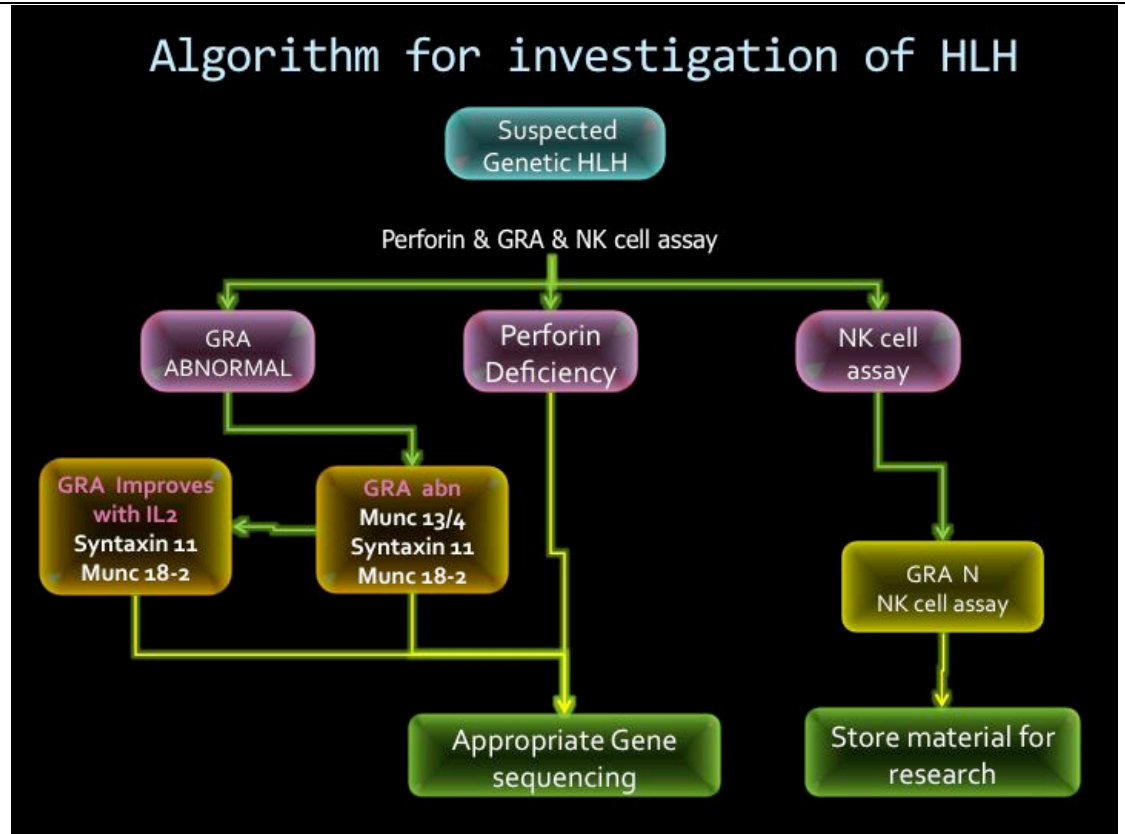 Algorithm for investigation of HLH
Suspected
Genetic HLH
Perforin & GRA & NK cell assay
GRA
ABNORMAL
Perforin
Deficiency
NK cell
assay
GRA Improves
with IL2
Syntaxin 11
Munc 18-2
GRA abn
Munc 13/4
Syntaxin 11
Munc 18-2
GRA N
NK cell assay
Appropriate Gene
sequencing
Store material for
research